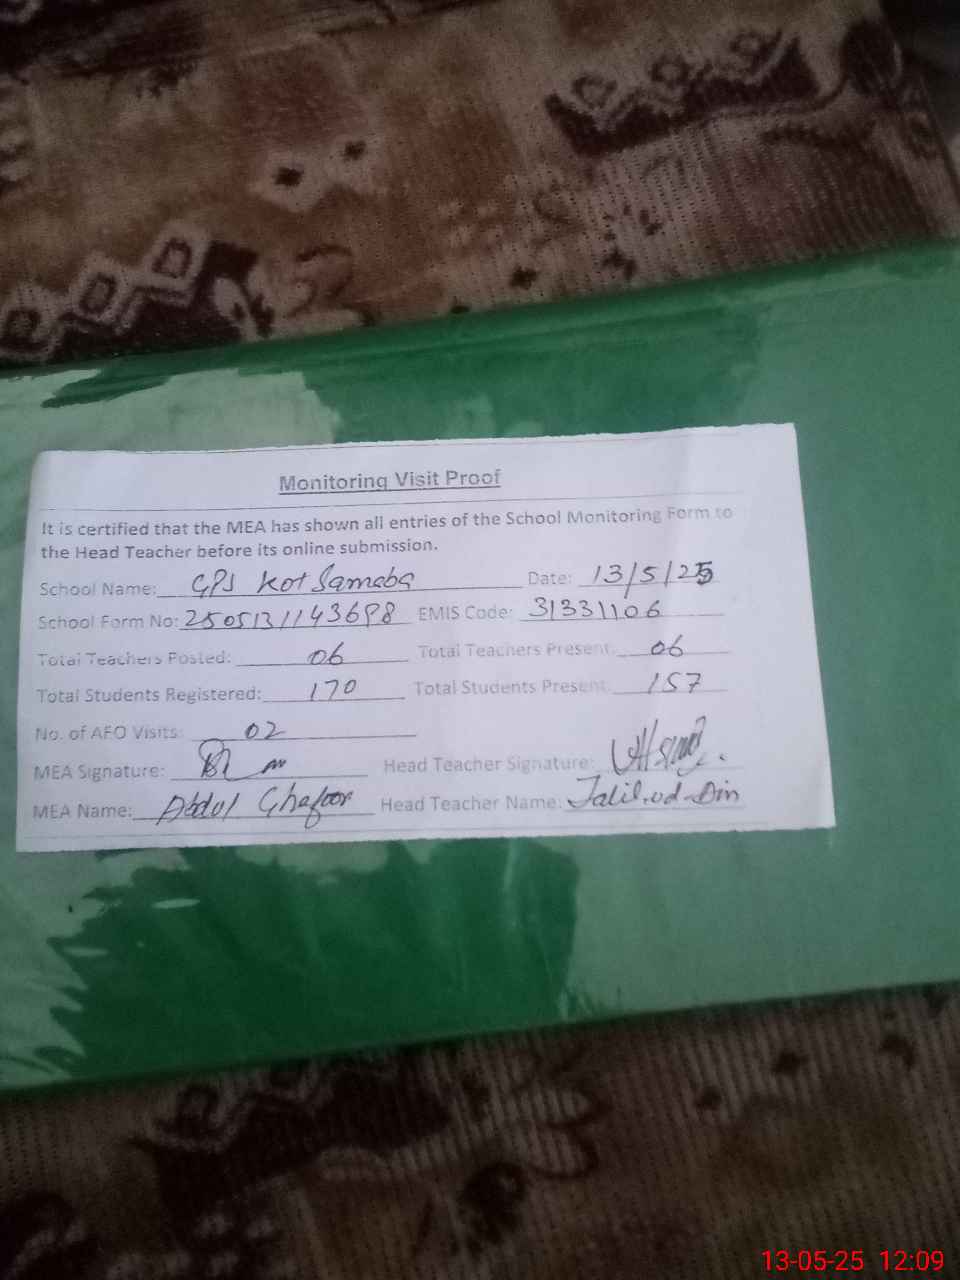 Monitoring Visit Proof
It is certified that the MEA has shown all entries of the School Monitoring Form to
the Head Teacher before its online submission.
School Name: GPS Kot Samaba Date: 13/5/25
School Form No: 2505131143698 EMIS Code: 31331106
Total Teachers Posted: 06 Total Teachers Present: 06
Total Students Registered: 170 Total Students Present: 157
No. of AEO Visits: 02
MEA Signature: Head Teacher Signature:
MEA Name: Abdul Ghafoor Head Teacher Name: Jalil-ud-Din
13-05-25 12:09